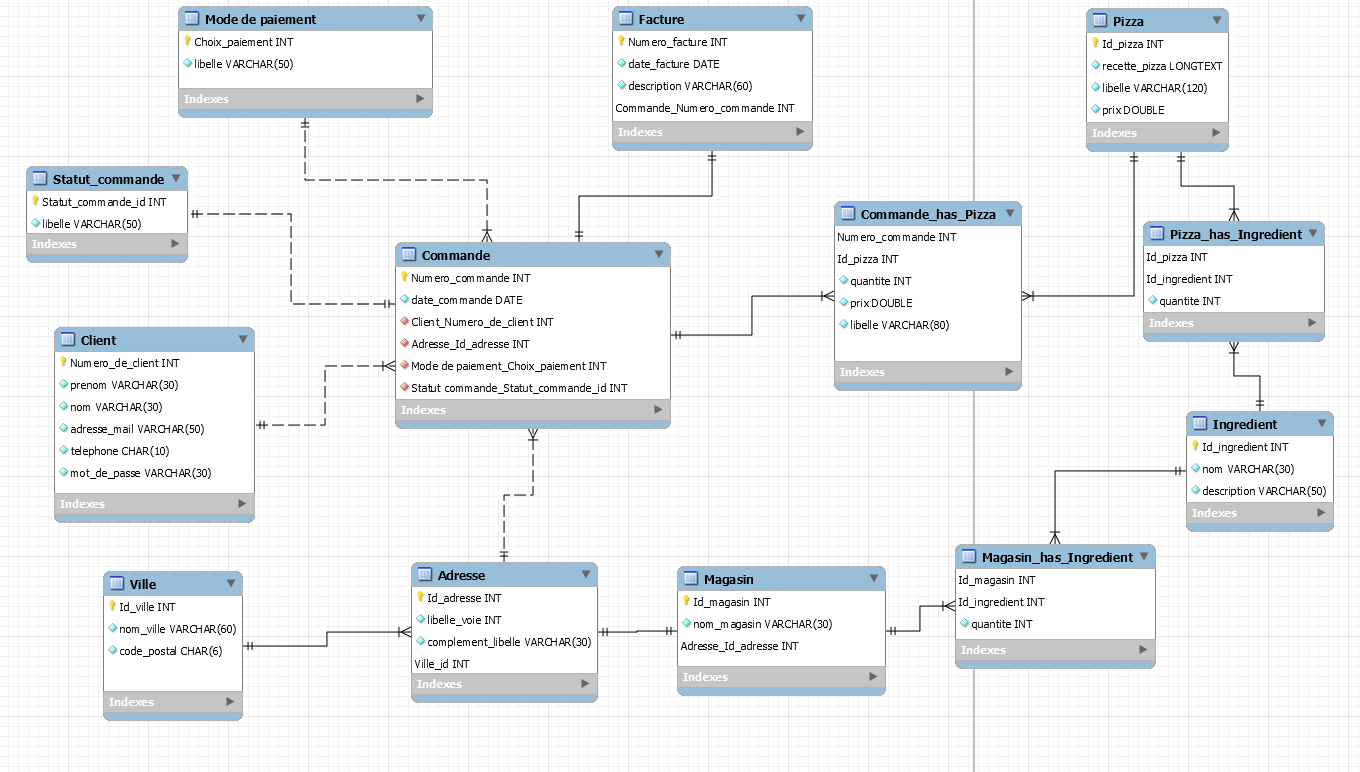 Mode de paiement
Choix_paiement INT
libelle VARCHAR(50)
Indexes
Facture
Numero_facture INT
date_facture DATE
description VARCHAR(60)
Commande_Numero_commande INT
Indexes
Pizza
Id_pizza INT
recette_pizza LONGTEXT
libelle VARCHAR(120)
prix DOUBLE
Indexes
Statut_commande
Statut_commande_id INT
libelle VARCHAR(50)
Indexes
Commande
Numero_commande INT
date_commande DATE
Client_Numero_de_client INT
Adresse_Id_adresse INT
Mode de paiement_Choix_paiement INT
Statut commande_Statut_commande_id INT
Indexes
Commande_has_Pizza
Numero_commande INT
Id_pizza INT
quantite INT
prix DOUBLE
libelle VARCHAR(80)
Indexes
Pizza_has_Ingredient
Id_pizza INT
Id_ingredient INT
quantite INT
Indexes
Client
Numero_de_client INT
prenom VARCHAR(30)
nom VARCHAR(30)
adresse_mail VARCHAR(50)
telephone CHAR(10)
mot_de_passe VARCHAR(30)
Indexes
Ingredient
Id_ingredient INT
nom VARCHAR(30)
description VARCHAR(50)
Indexes
Ville
Id_ville INT
nom_ville VARCHAR(60)
code_postal CHAR(6)
Indexes
Adresse
Id_adresse INT
libelle_voie INT
complement_libelle VARCHAR(30)
Ville_id INT
Indexes
Magasin
Id_magasin INT
nom_magasin VARCHAR(30)
Adresse_Id_adresse INT
Indexes
Magasin_has_Ingredient
Id_magasin INT
Id_ingredient INT
quantite INT
Indexes